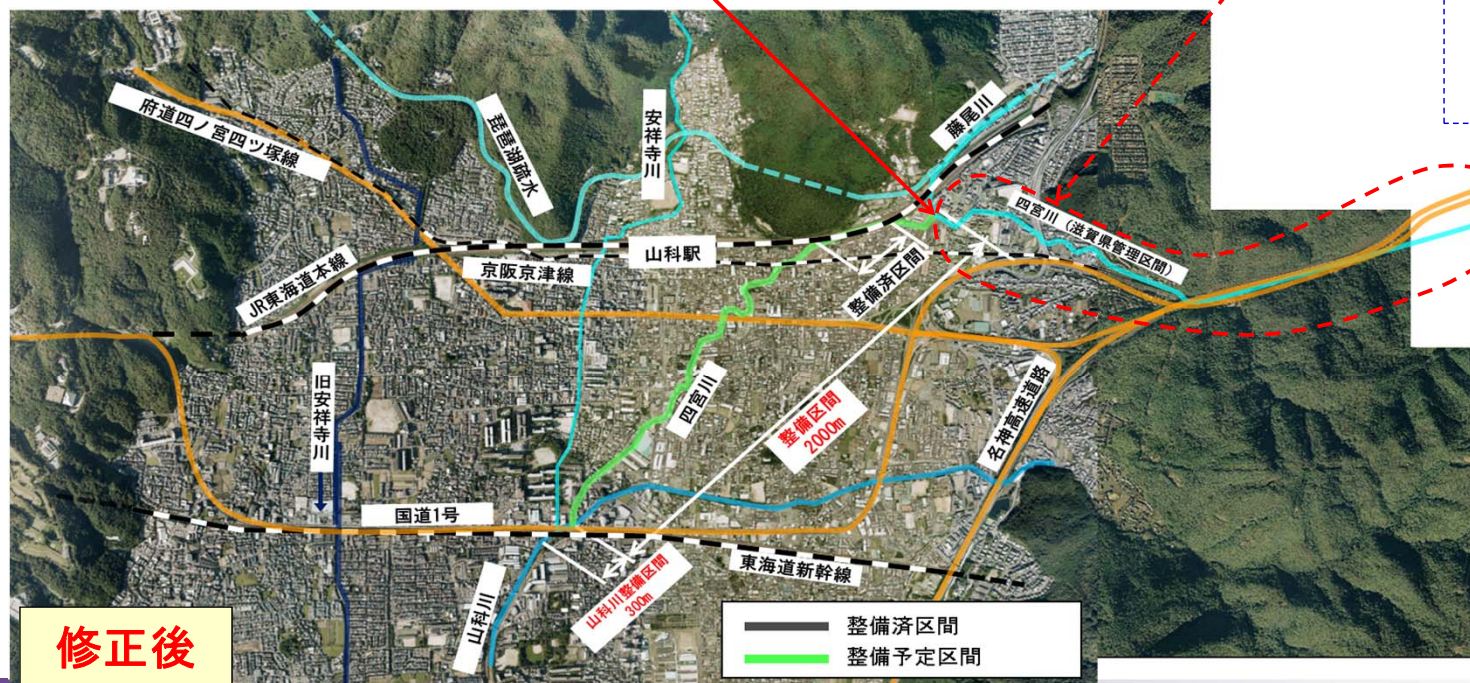 府道四ノ宮四ツ塚線
琵琶湖疏水
安祥寺川
藤尾川
四宮川(滋賀県管理区間)
山科駅
京阪京津線
JR東海道本線
整備済区間
旧安祥寺川
四宮川
整備区間
2000m
名神高速道路
国道1号
東海道新幹線
山科川
山科川整備区間
300m
修正後
整備済区間
整備予定区間